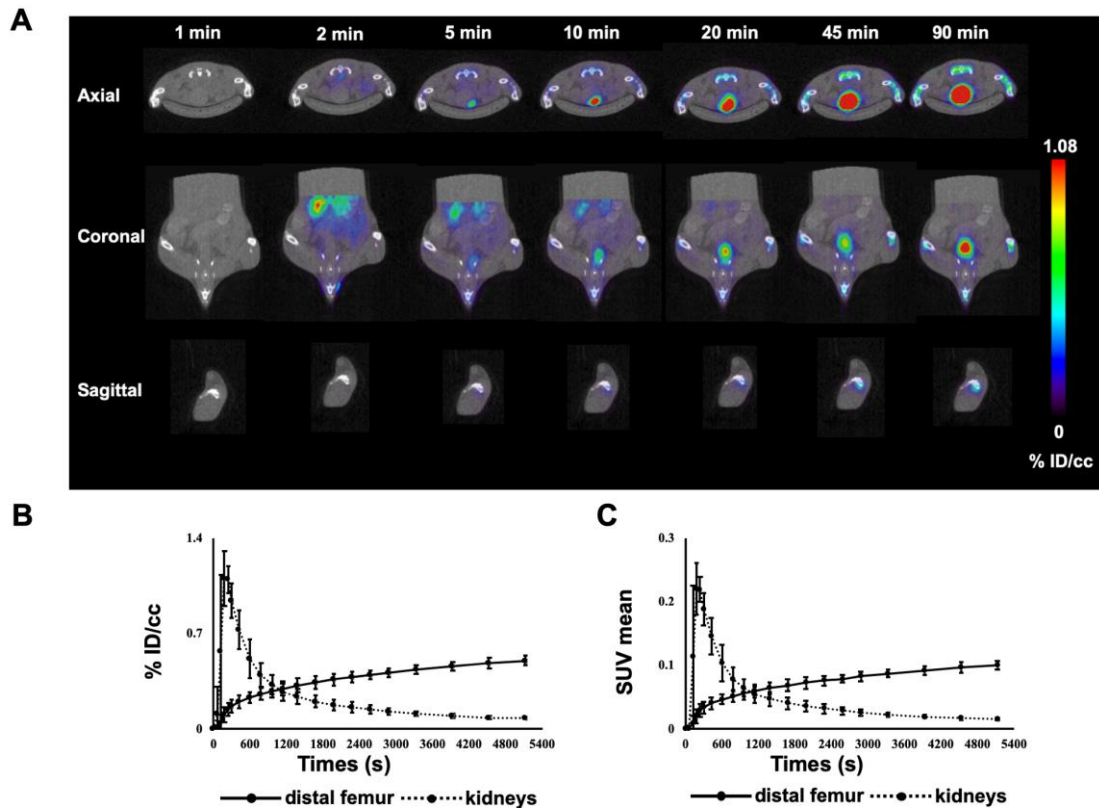 A
1 min 2 min 5 min 10 min 20 min 45 min 90 min
Axial
Coronal
Sagittal
1.08
0
% ID/cc
B
% ID/cc
1.4
0.7
0
0 600 1200 1800 2400 3000 3600 4200 4800 5400
Times (s)
distal femur kidneys
C
SUV mean
0.3
0.2
0.1
0
0 600 1200 1800 2400 3000 3600 4200 4800 5400
Times (s)
distal femur kidneys